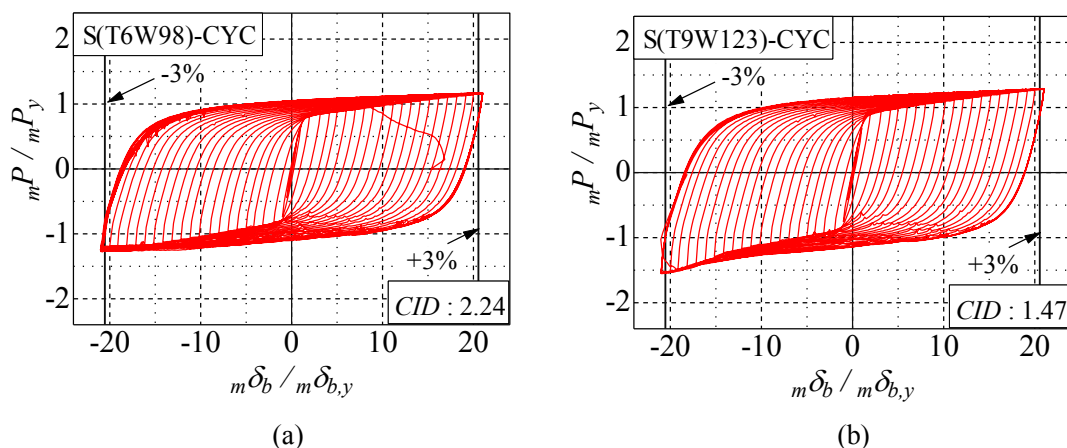 S(T6W98)-CYC
-3%
+3%
CID : 2.24
2
1
0
-1
-2
mP / mPy
-20 -10 0 10 20
mδb / mδb,y
(a)
S(T9W123)-CYC
-3%
+3%
CID : 1.47
2
1
0
-1
-2
mP / mPy
-20 -10 0 10 20
mδb / mδb,y
(b)